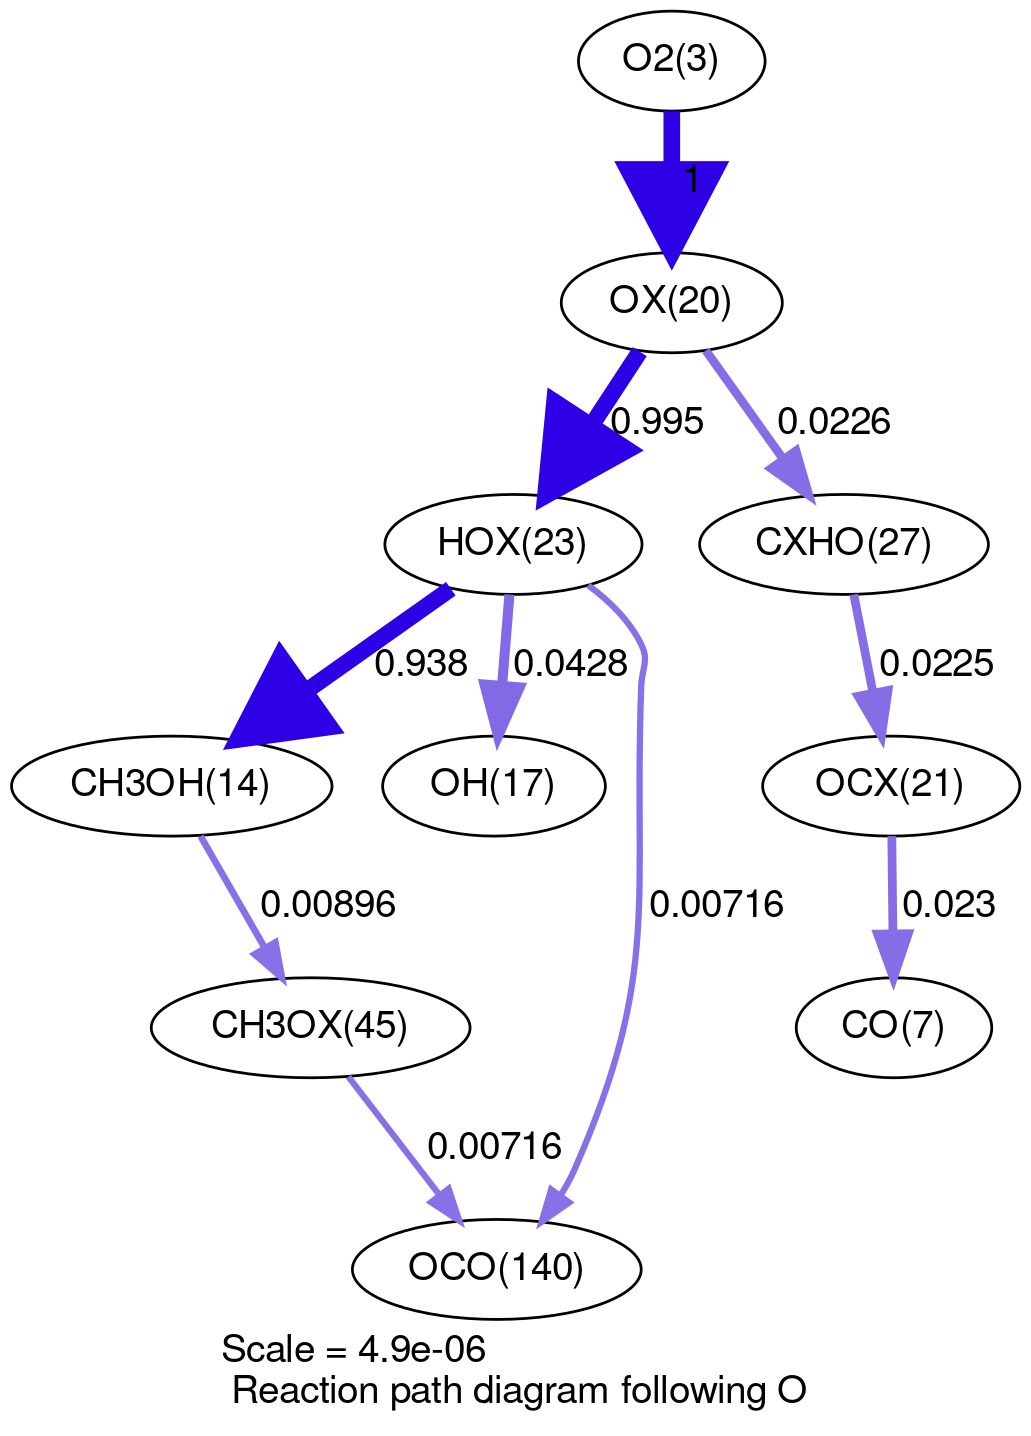 O2(3)
1
OX(20)
0.995
0.0226
HOX(23)
CXHO(27)
0.938
0.0428
0.0225
CH3OH(14)
OH(17)
OCX(21)
0.00896
0.00716
0.023
CH3OX(45)
CO(7)
0.00716
OCO(140)
Scale = 4.9e-06
Reaction path diagram following O